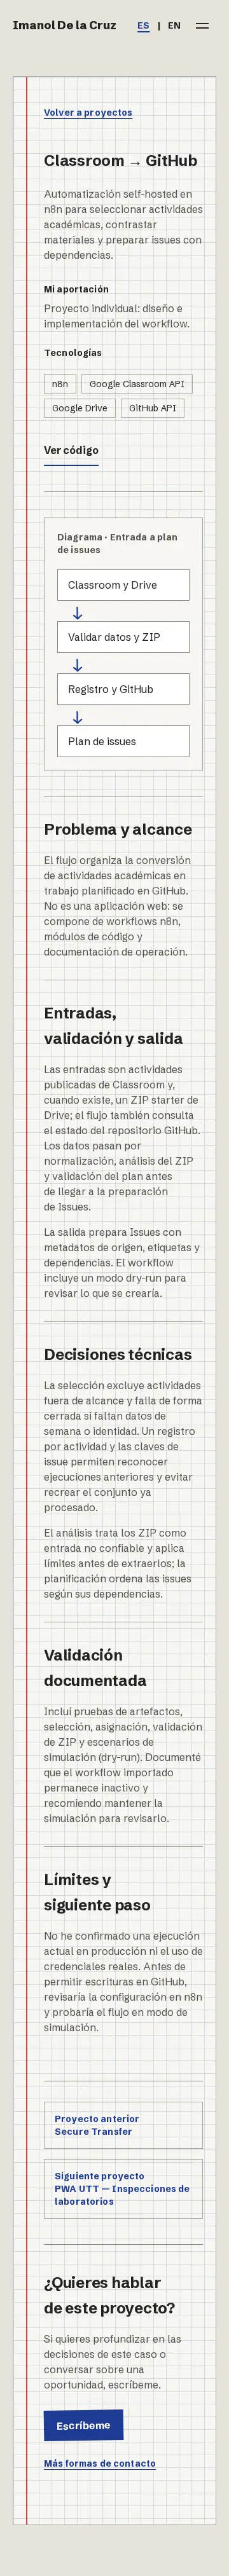 Imanol De la Cruz ES | EN
Volver a proyectos
Classroom → GitHub
Automatización self-hosted en
n8n para seleccionar actividades
académicas, contrastar
materiales y preparar issues con
dependencias.
Mi aportación
Proyecto individual: diseño e
implementación del workflow.
Tecnologías
n8n Google Classroom API
Google Drive GitHub API
Ver código
Diagrama · Entrada a plan
de issues
Classroom y Drive
↓
Validar datos y ZIP
↓
Registro y GitHub
↓
Plan de issues
Problema y alcance
El flujo organiza la conversión
de actividades académicas en
trabajo planificado en GitHub.
No es una aplicación web: se
compone de workflows n8n,
módulos de código y
documentación de operación.
Entradas,
validación y salida
Las entradas son actividades
publicadas de Classroom y,
cuando existe, un ZIP starter de
Drive; el flujo también consulta
el estado del repositorio GitHub.
Los datos pasan por
normalización, análisis del ZIP
y validación del plan antes
de llegar a la preparación
de Issues.
La salida prepara Issues con
metadatos de origen, etiquetas y
dependencias. El workflow
incluye un modo dry-run para
revisar lo que se crearía.
Decisiones técnicas
La selección excluye actividades
fuera de alcance y falla de forma
cerrada si faltan datos de
semana o identidad. Un registro
por actividad y las claves de
issue permiten reconocer
ejecuciones anteriores y evitar
recrear el conjunto ya
procesado.
El análisis trata los ZIP como
entrada no confiable y aplica
límites antes de extraerlos; la
planificación ordena las issues
según sus dependencias.
Validación
documentada
Incluí pruebas de artefactos,
selección, asignación, validación
de ZIP y escenarios de
simulación (dry-run). Documenté
que el workflow importado
permanece inactivo y
recomiendo mantener la
simulación para revisarlo.
Límites y
siguiente paso
No he confirmado una ejecución
actual en producción ni el uso de
credenciales reales. Antes de
permitir escrituras en GitHub,
revisaría la configuración en n8n
y probaría el flujo en modo de
simulación.
Proyecto anterior
Secure Transfer
Siguiente proyecto
PWA UTT — Inspecciones de
laboratorios
¿Quieres hablar
de este proyecto?
Si quieres profundizar en las
decisiones de este caso o
conversar sobre una
oportunidad, escríbeme.
Escríbeme
Más formas de contacto